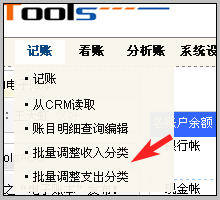 Tools
记账 看账 分析账 系统设
记账
从CRM读取
账目明细查询编辑
批量调整收入分类
批量调整支出分类
账户余额
行帐
现金帐